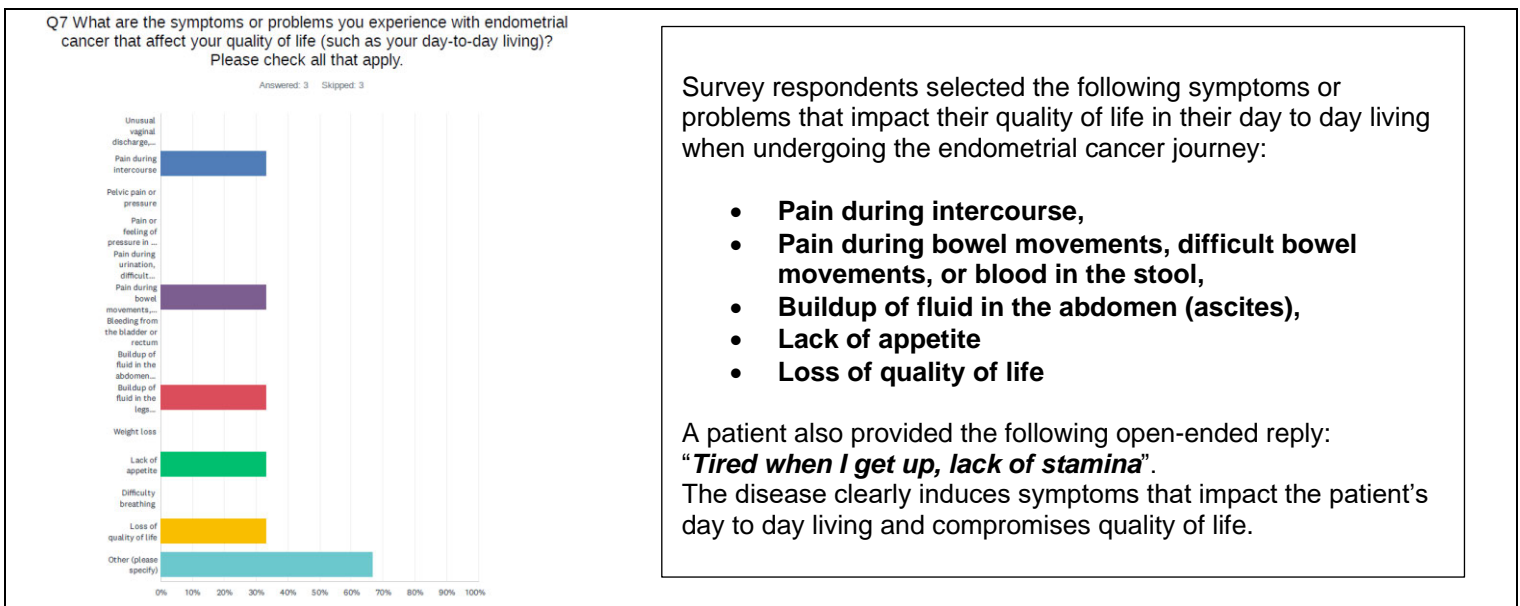 Q7 What are the symptoms or problems you experience with endometrial
cancer that affect your quality of life (such as your day-to-day living)?
Please check all that apply.
Answered: 3 Skipped: 3
Unusual
vaginal
discharge,...
Pain during
intercourse
Pelvic pain or
pressure
Pain or
feeling of
pressure in ...
Pain during
urination,
difficult...
Pain during
bowel
movements,...
Bleeding from
the bladder or
rectum
Buildup of
fluid in the
abdomen...
Buildup of
fluid in the
legs...
Weight loss
Lack of
appetite
Difficulty
breathing
Loss of
quality of life
Other (please
specify)
0% 10% 20% 30% 40% 50% 60% 70% 80% 90% 100%
Survey respondents selected the following symptoms or
problems that impact their quality of life in their day to day living
when undergoing the endometrial cancer journey:
• Pain during intercourse,
• Pain during bowel movements, difficult bowel
movements, or blood in the stool,
• Buildup of fluid in the abdomen (ascites),
• Lack of appetite
• Loss of quality of life
A patient also provided the following open-ended reply:
“Tired when I get up, lack of stamina”.
The disease clearly induces symptoms that impact the patient’s
day to day living and compromises quality of life.